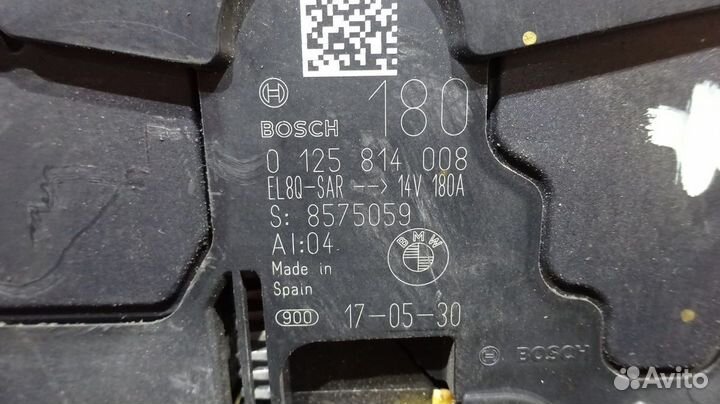 180
BOSCH
0 125 814 008
EL8Q-SAR --> 14V 180A
S: 8575059
AI:04
BMW
Made in
Spain
900 17-05-30
BOSCH
Avito